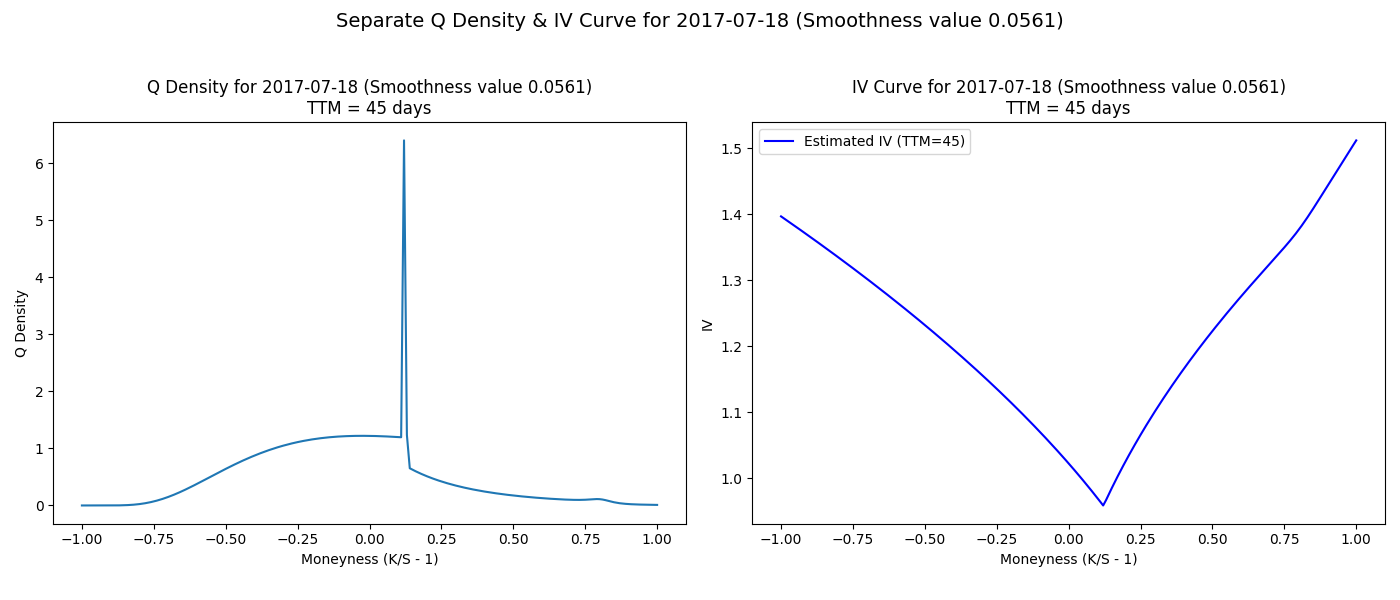 Separate Q Density & IV Curve for 2017-07-18 (Smoothness value 0.0561)
Q Density for 2017-07-18 (Smoothness value 0.0561)
TTM = 45 days
Q Density
6
5
4
3
2
1
0
−1.00 −0.75 −0.50 −0.25 0.00 0.25 0.50 0.75 1.00
Moneyness (K/S - 1)
IV Curve for 2017-07-18 (Smoothness value 0.0561)
TTM = 45 days
Estimated IV (TTM=45)
IV
1.5
1.4
1.3
1.2
1.1
1.0
−1.00 −0.75 −0.50 −0.25 0.00 0.25 0.50 0.75 1.00
Moneyness (K/S - 1)